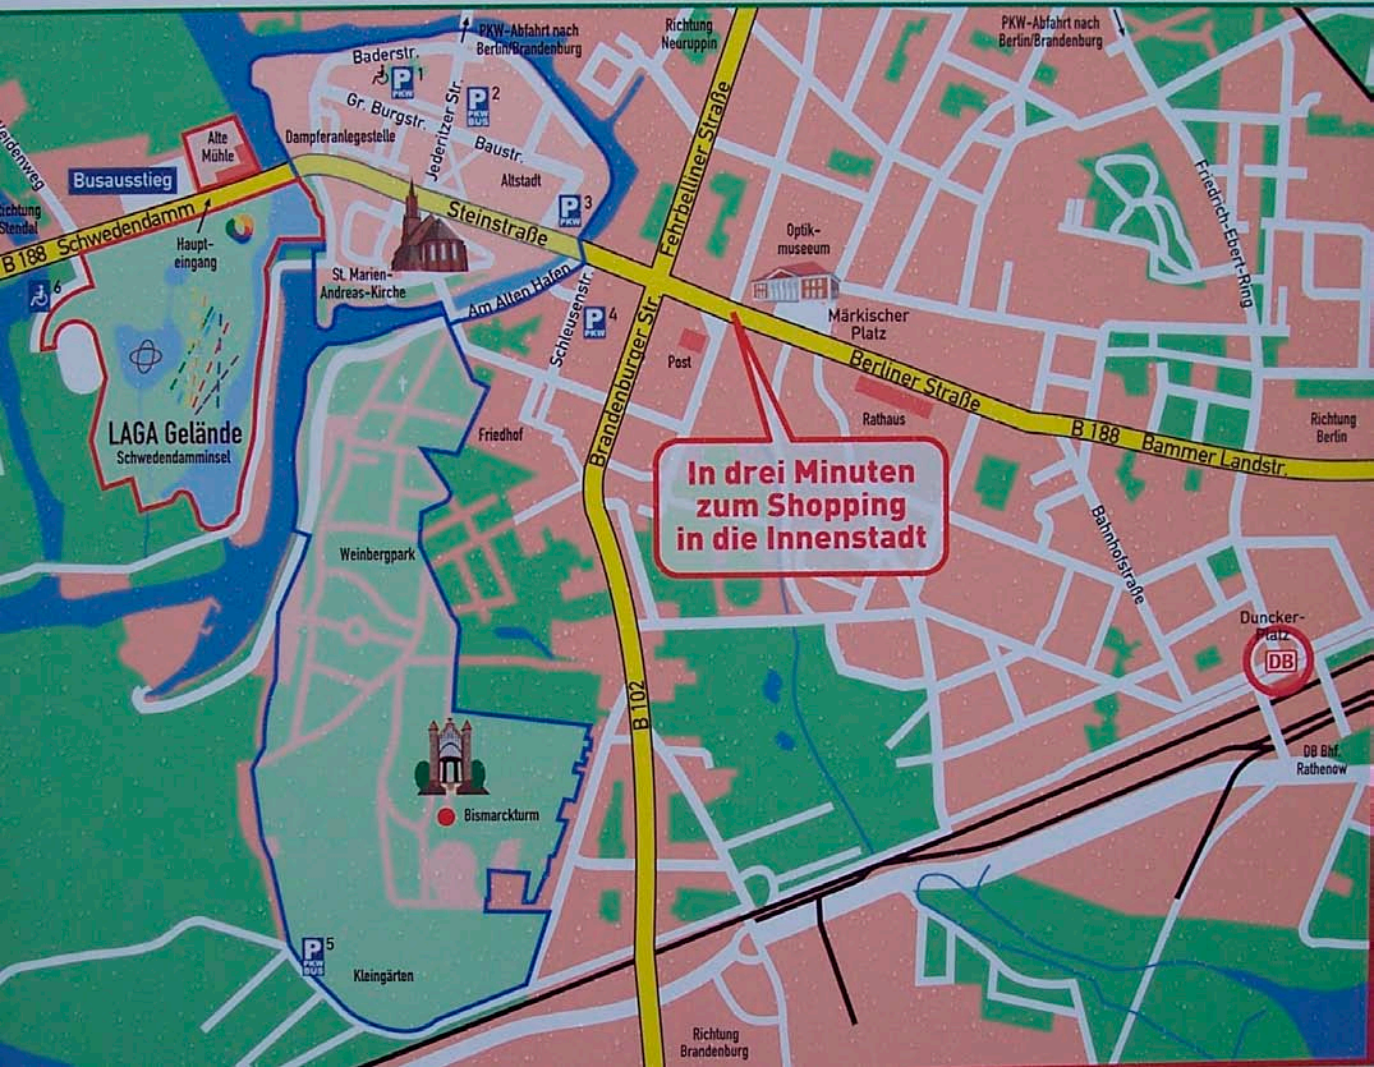 PKW-Abfahrt nach
Berlin/Brandenburg
Richtung
Neuruppin
PKW-Abfahrt nach
Berlin/Brandenburg
Baderstr.
P 1
PKW
P 2
PKW
BUS
Gr. Burgstr.
Jederitzer Str.
Baustr.
Dampferanlegestelle
Altstadt
Alte
Mühle
Busausstieg
P 3
PKW
Steinstraße
Fehrbelliner Straße
Friedrich-Ebert-Ring
Stendal
B 188 Schwedendamm
Haupt-
eingang
6
St. Marien-
Andreas-Kirche
Am Alten Hafen
Schleusenstr.
P 4
PKW
Optik-
museeum
Märkischer
Platz
Brandenburger Str.
Post
Berliner Straße
Rathaus
B 188 Bammer Landstr.
Richtung
Berlin
LAGA Gelände
Schwedendamminsel
Friedhof
In drei Minuten
zum Shopping
in die Innenstadt
Bahnhofstraße
Weinbergpark
Duncker-
Platz
DB
B 102
DB Bhf.
Rathenow
Bismarckturm
P 5
PKW
BUS
Kleingärten
Richtung
Brandenburg